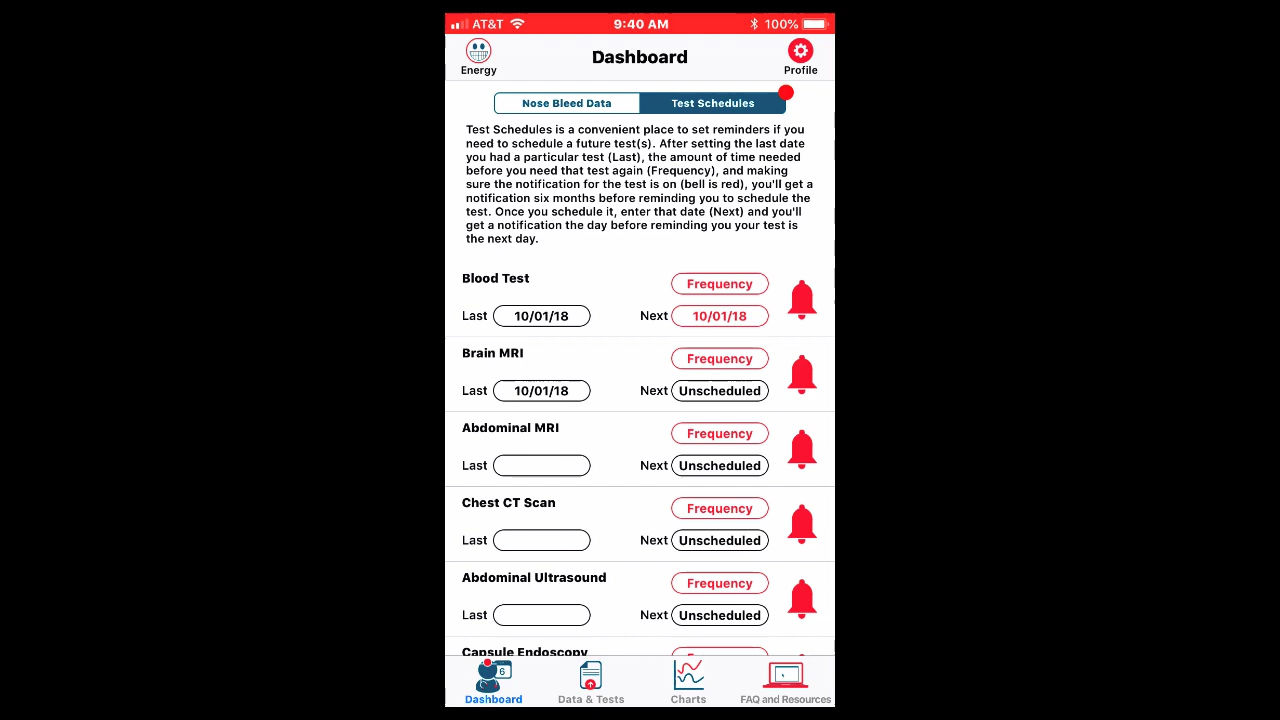 AT&T 9:40 AM 100%
Energy Dashboard Profile
Nose Bleed Data Test Schedules
Test Schedules is a convenient place to set reminders if you
need to schedule a future test(s). After setting the last date
you had a particular test (Last), the amount of time needed
before you need that test again (Frequency), and making
sure the notification for the test is on (bell is red), you'll get a
notification six months before reminding you to schedule the
test. Once you schedule it, enter that date (Next) and you'll
get a notification the day before reminding you your test is
the next day.
Blood Test Frequency
Last 10/01/18 Next 10/01/18
Brain MRI Frequency
Last 10/01/18 Next Unscheduled
Abdominal MRI Frequency
Last Next Unscheduled
Chest CT Scan Frequency
Last Next Unscheduled
Abdominal Ultrasound Frequency
Last Next Unscheduled
Capsule Endoscopy
6
Dashboard Data & Tests Charts FAQ and Resources